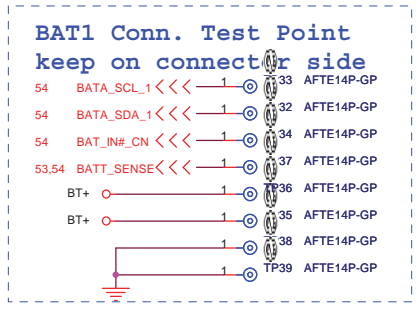 BAT1 Conn. Test Point
keep on connector side
54 BATA_SCL_1 1 33 AFTE14P-GP
54 BATA_SDA_1 1 32 AFTE14P-GP
54 BAT_IN#_CN 1 34 AFTE14P-GP
53,54 BATT_SENSE 1 37 AFTE14P-GP
BT+ 1 TP36 AFTE14P-GP
BT+ 1 35 AFTE14P-GP
1 38 AFTE14P-GP
1 TP39 AFTE14P-GP